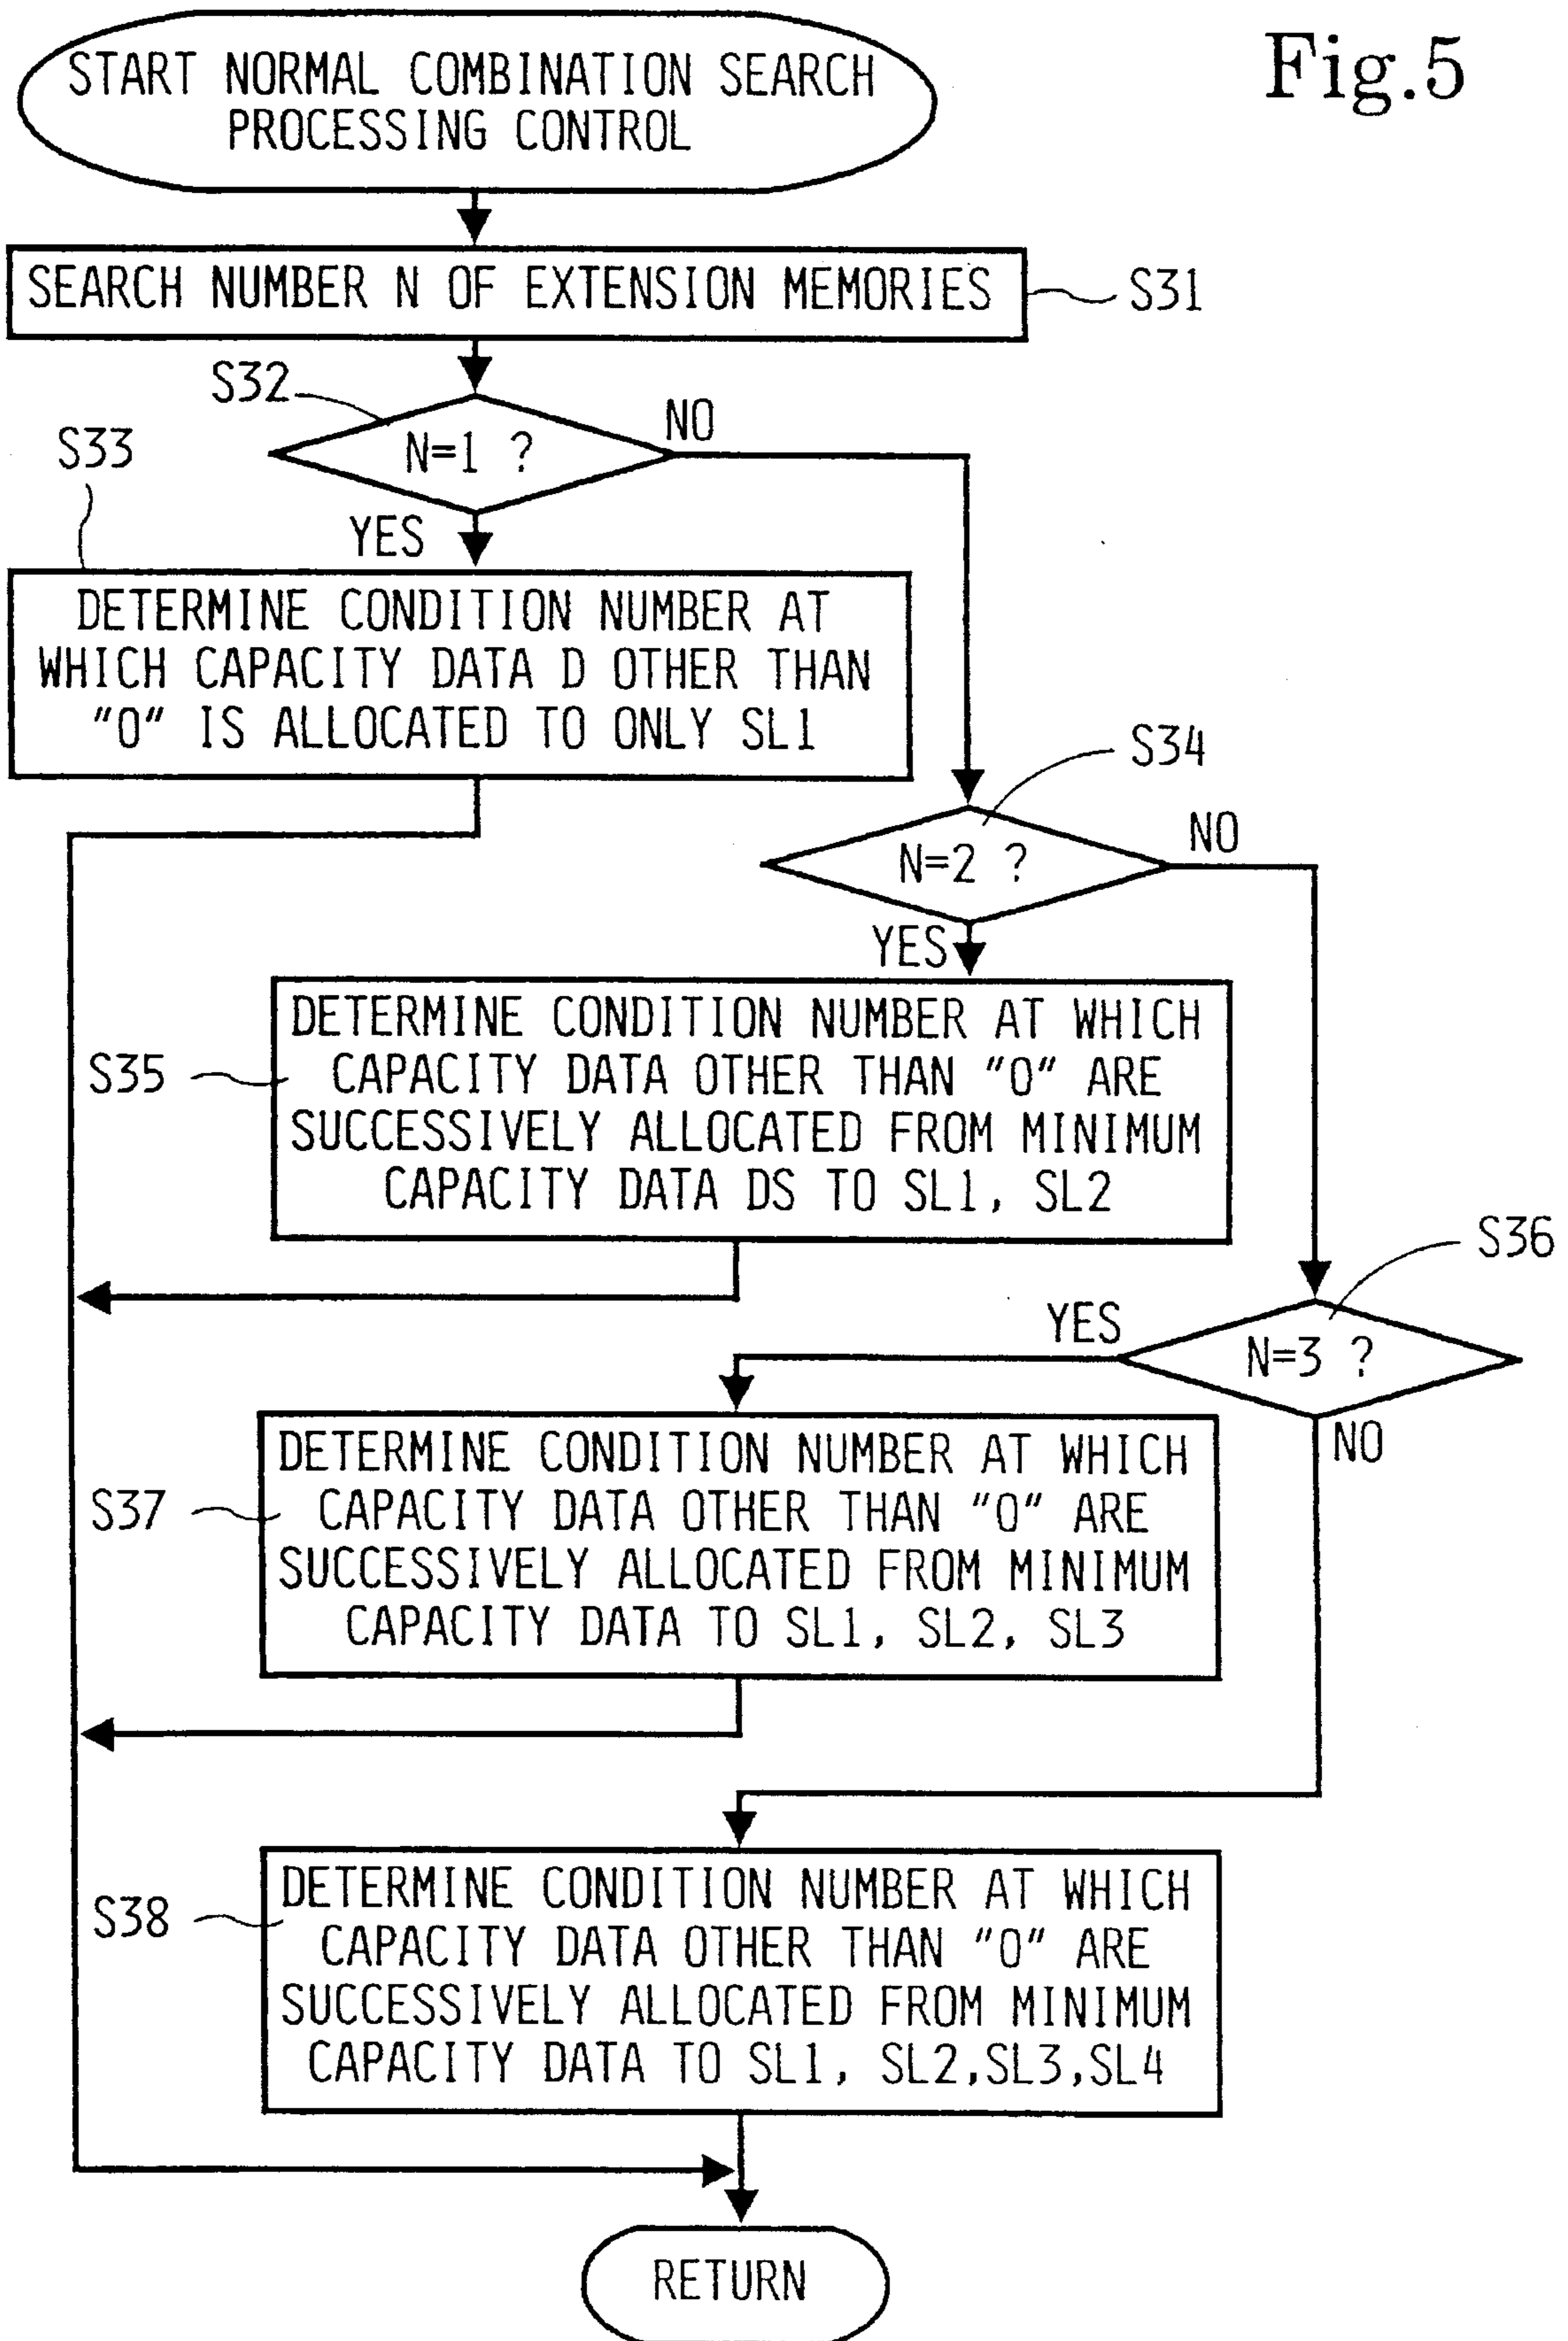 Fig.5
START NORMAL COMBINATION SEARCH
PROCESSING CONTROL
SEARCH NUMBER N OF EXTENSION MEMORIES
S31
S32
N=1 ?
NO
YES
S33
DETERMINE CONDITION NUMBER AT
WHICH CAPACITY DATA D OTHER THAN
"0" IS ALLOCATED TO ONLY SL1
S34
N=2 ?
NO
YES
S35
DETERMINE CONDITION NUMBER AT WHICH
CAPACITY DATA OTHER THAN "0" ARE
SUCCESSIVELY ALLOCATED FROM MINIMUM
CAPACITY DATA DS TO SL1, SL2
S36
N=3 ?
YES
NO
S37
DETERMINE CONDITION NUMBER AT WHICH
CAPACITY DATA OTHER THAN "0" ARE
SUCCESSIVELY ALLOCATED FROM MINIMUM
CAPACITY DATA TO SL1, SL2, SL3
S38
DETERMINE CONDITION NUMBER AT WHICH
CAPACITY DATA OTHER THAN "0" ARE
SUCCESSIVELY ALLOCATED FROM MINIMUM
CAPACITY DATA TO SL1, SL2,SL3,SL4
RETURN